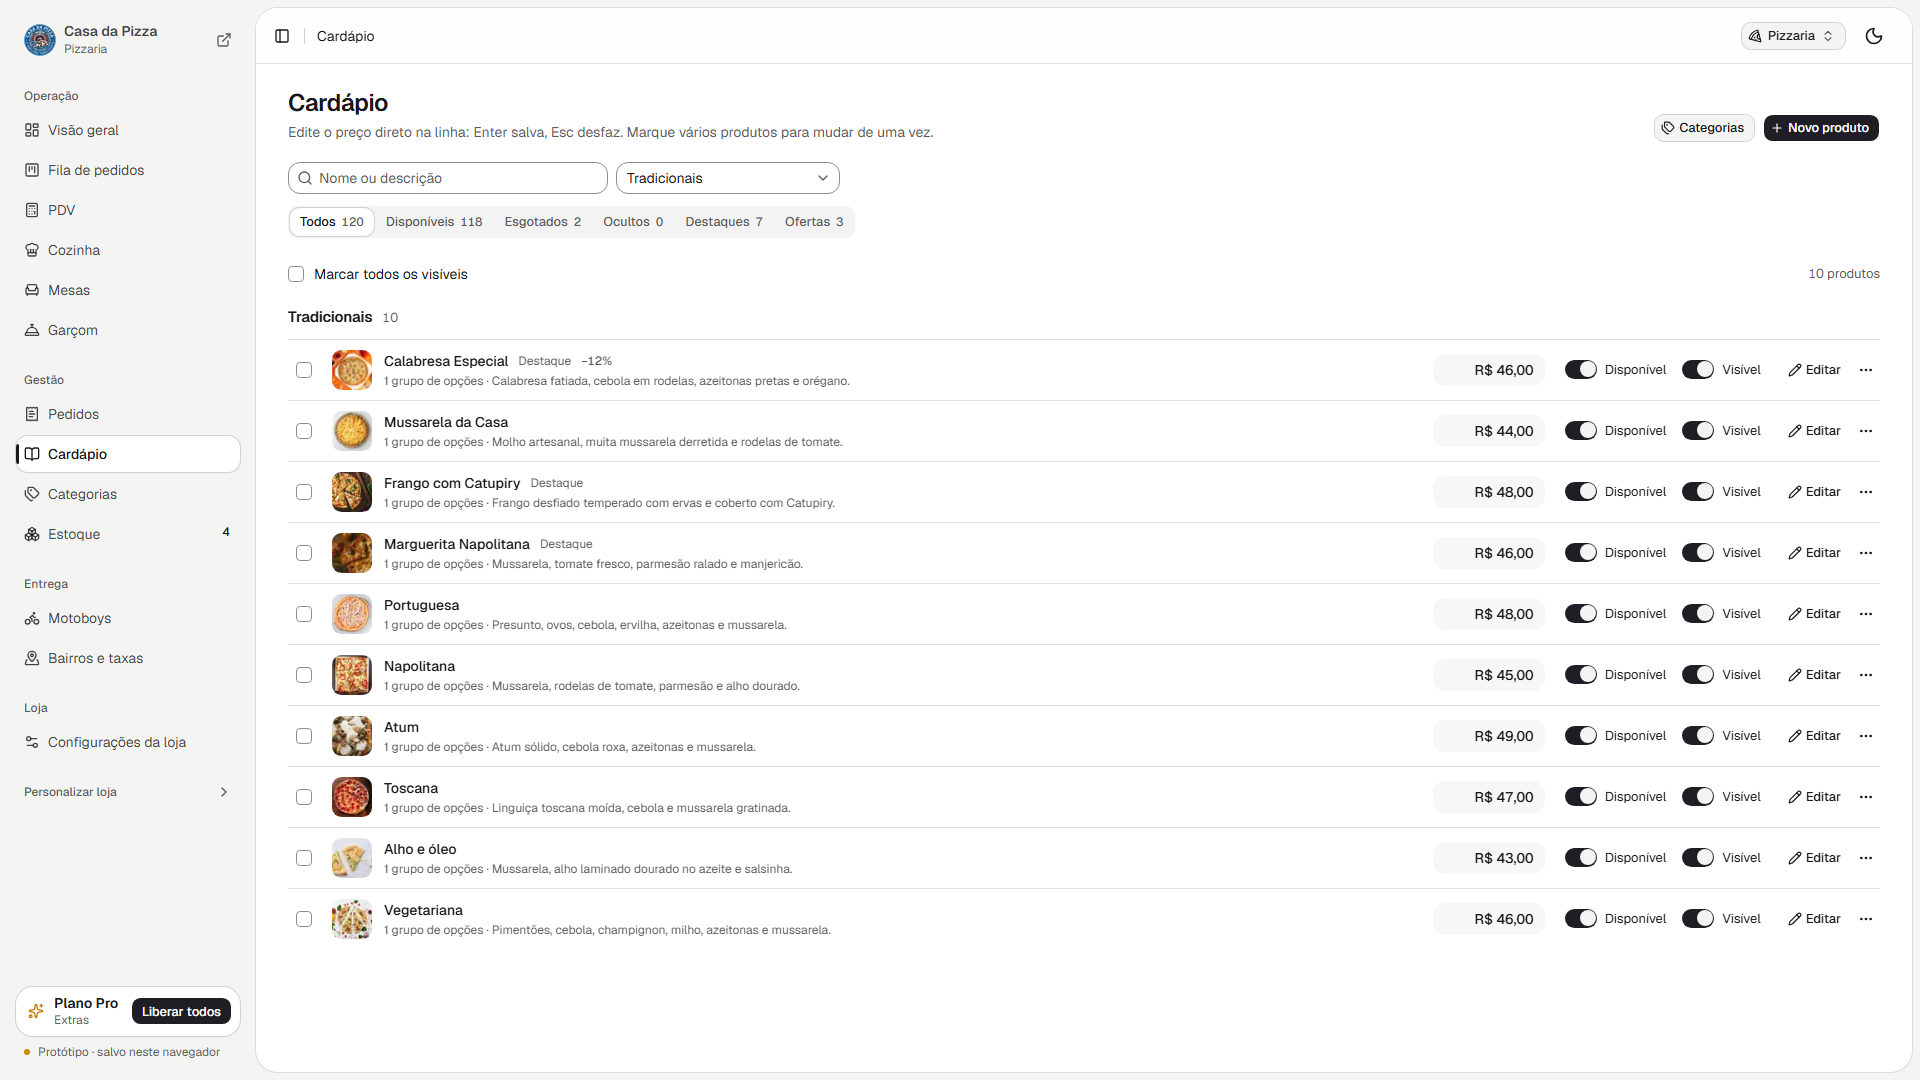 Casa da Pizza
Pizzaria
Operação
Visão geral
Fila de pedidos
PDV
Cozinha
Mesas
Garçom
Gestão
Pedidos
Cardápio
Categorias
Estoque 4
Entrega
Motoboys
Bairros e taxas
Loja
Configurações da loja
Personalizar loja
Plano Pro
Extras
Liberar todos
Protótipo · salvo neste navegador
Cardápio
Pizzaria
Cardápio
Edite o preço direto na linha: Enter salva, Esc desfaz. Marque vários produtos para mudar de uma vez.
Categorias
+ Novo produto
Nome ou descrição
Tradicionais
Todos 120 Disponíveis 118 Esgotados 2 Ocultos 0 Destaques 7 Ofertas 3
Marcar todos os visíveis
10 produtos
Tradicionais 10
Calabresa Especial Destaque −12%
1 grupo de opções · Calabresa fatiada, cebola em rodelas, azeitonas pretas e orégano.
R$ 46,00 Disponível Visível Editar ...
Mussarela da Casa
1 grupo de opções · Molho artesanal, muita mussarela derretida e rodelas de tomate.
R$ 44,00 Disponível Visível Editar ...
Frango com Catupiry Destaque
1 grupo de opções · Frango desfiado temperado com ervas e coberto com Catupiry.
R$ 48,00 Disponível Visível Editar ...
Marguerita Napolitana Destaque
1 grupo de opções · Mussarela, tomate fresco, parmesão ralado e manjericão.
R$ 46,00 Disponível Visível Editar ...
Portuguesa
1 grupo de opções · Presunto, ovos, cebola, ervilha, azeitonas e mussarela.
R$ 48,00 Disponível Visível Editar ...
Napolitana
1 grupo de opções · Mussarela, rodelas de tomate, parmesão e alho dourado.
R$ 45,00 Disponível Visível Editar ...
Atum
1 grupo de opções · Atum sólido, cebola roxa, azeitonas e mussarela.
R$ 49,00 Disponível Visível Editar ...
Toscana
1 grupo de opções · Linguiça toscana moída, cebola e mussarela gratinada.
R$ 47,00 Disponível Visível Editar ...
Alho e óleo
1 grupo de opções · Mussarela, alho laminado dourado no azeite e salsinha.
R$ 43,00 Disponível Visível Editar ...
Vegetariana
1 grupo de opções · Pimentões, cebola, champignon, milho, azeitonas e mussarela.
R$ 46,00 Disponível Visível Editar ...